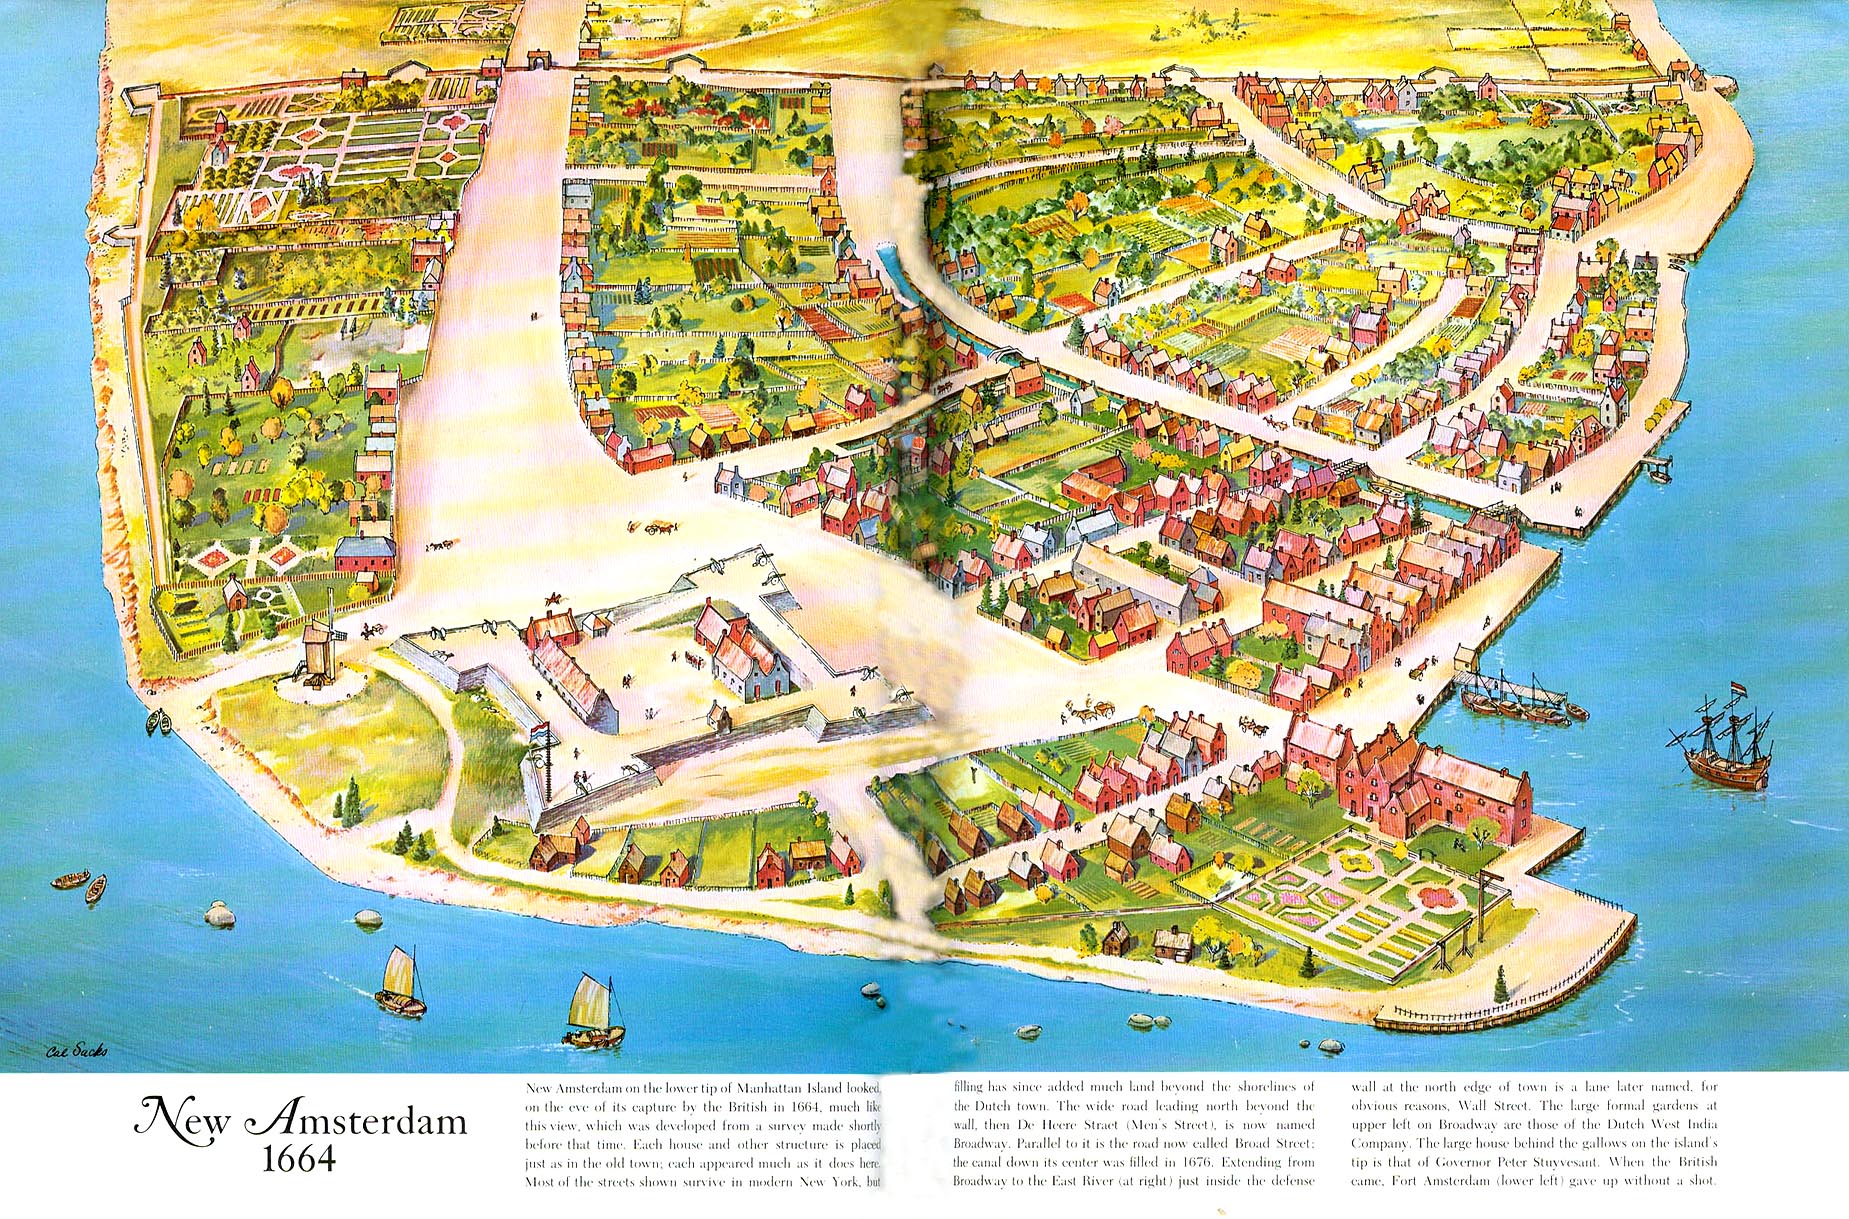 Cal Sacks
New Amsterdam
1664
New Amsterdam on the lower tip of Manhattan Island looked,
on the eve of its capture by the British in 1664, much like
this view, which was developed from a survey made shortly
before that time. Each house and other structure is placed
just as in the old town; each appeared much as it does here.
Most of the streets shown survive in modern New York, but
filling has since added much land beyond the shorelines of
the Dutch town. The wide road leading north beyond the
wall, then De Heere Straet (Men's Street), is now named
Broadway. Parallel to it is the road now called Broad Street;
the canal down its center was filled in 1676. Extending from
Broadway to the East River (at right) just inside the defense
wall at the north edge of town is a lane later named, for
obvious reasons, Wall Street. The large formal gardens at
upper left on Broadway are those of the Dutch West India
Company. The large house behind the gallows on the island's
tip is that of Governor Peter Stuyvesant. When the British
came, Fort Amsterdam (lower left) gave up without a shot.